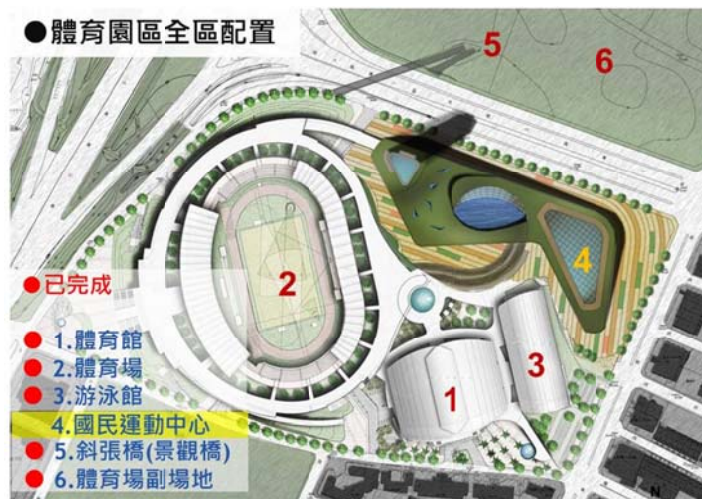 ●體育園區全區配置
5
6
4
2
3
1
●已完成
●1.體育館
●2.體育場
●3.游泳館
4.國民運動中心
●5.斜張橋(景觀橋)
●6.體育場副場地
N